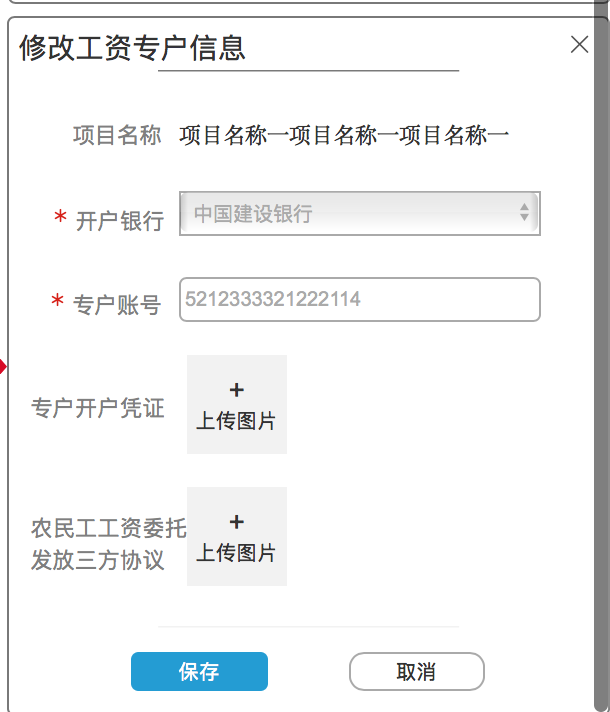 修改工资专户信息
项目名称 项目名称一项目名称一项目名称一
* 开户银行 中国建设银行
* 专户账号 5212333321222114
专户开户凭证
+
上传图片
农民工工资委托
发放三方协议
+
上传图片
保存 取消